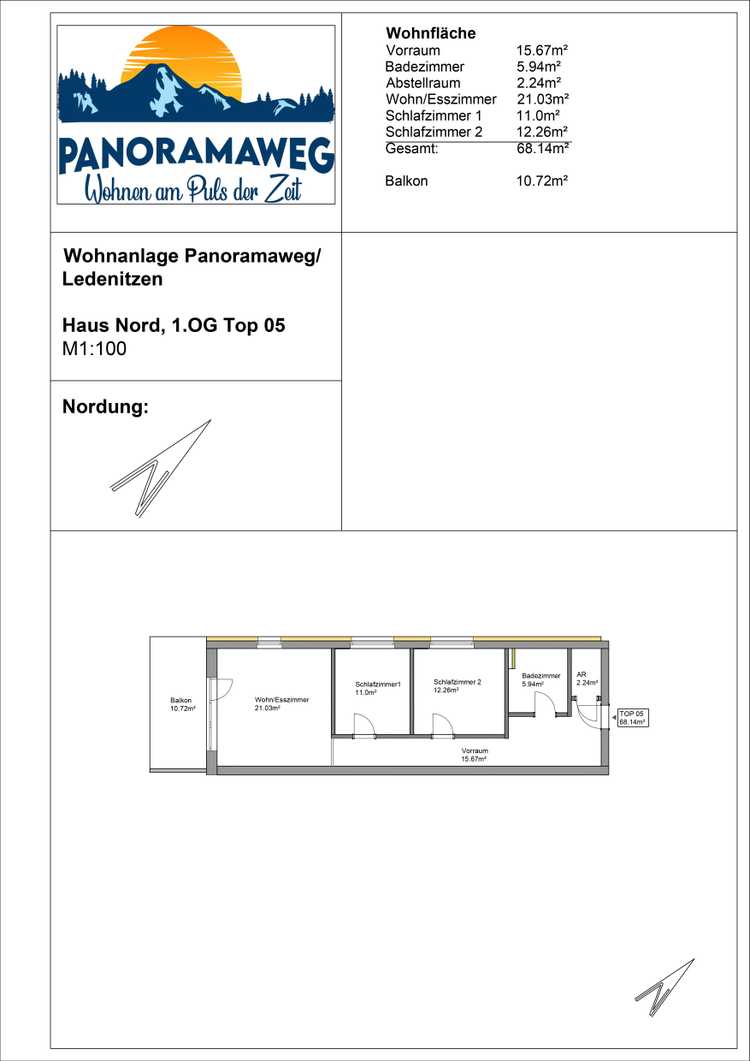 PANORAMAWEG
Wohnen am Puls der Zeit
Wohnfläche
Vorraum 15.67m²
Badezimmer 5.94m²
Abstellraum 2.24m²
Wohn/Esszimmer 21.03m²
Schlafzimmer 1 11.0m²
Schlafzimmer 2 12.26m²
Gesamt: 68.14m²
Balkon 10.72m²
Wohnanlage Panoramaweg/
Ledenitzen
Haus Nord, 1.OG Top 05
M1:100
Nordung:
N
Balkon
10.72m²
Wohn/Esszimmer
21.03m²
Schlafzimmer1
11.0m²
Schlafzimmer 2
12.26m²
Badezimmer
5.94m²
AR:
2.24m²
TOP 05
68.14m²
Vorraum
15.67m²
N